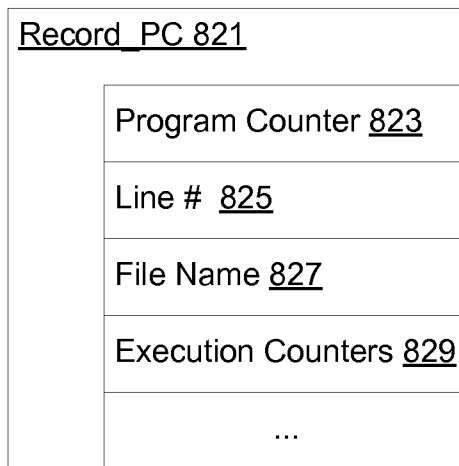 Record_PC 821
Program Counter 823
Line # 825
File Name 827
Execution Counters 829
...